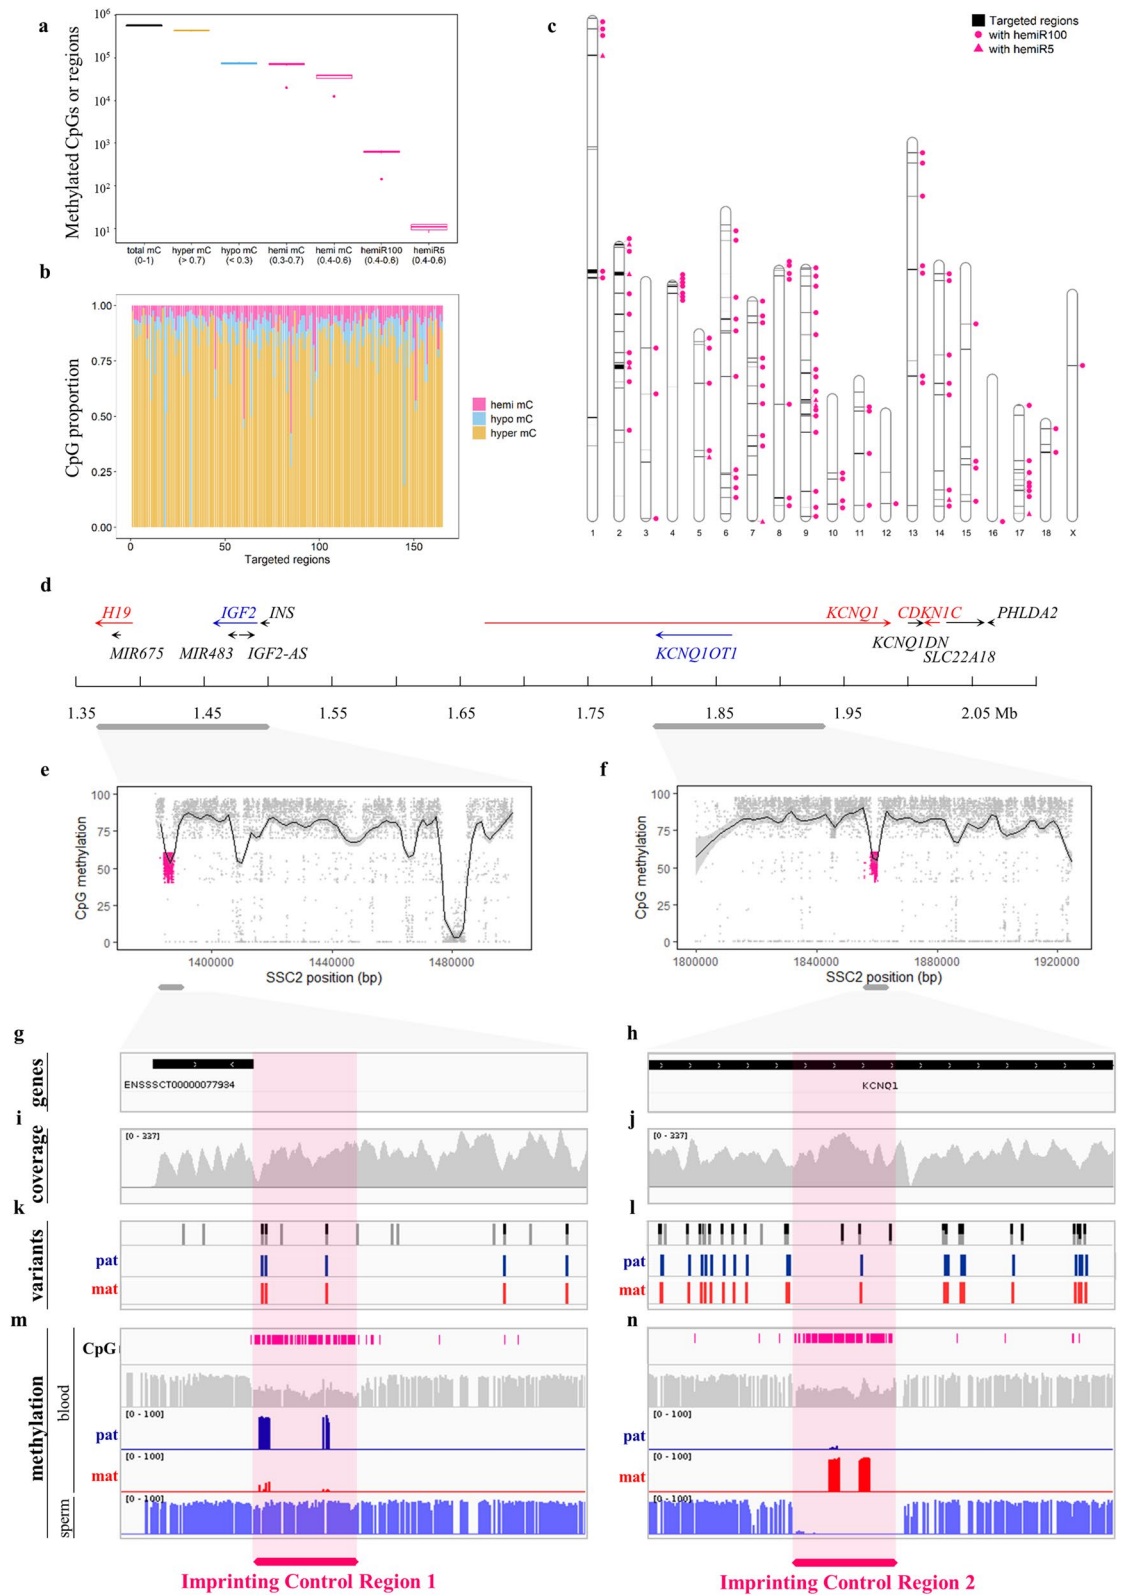 a
Methylated CpGs or regions
10^6
10^5
10^4
10^3
10^2
10^1
total mC hyper mC hypo mC hemi mC hemi mC hemiR100 hemiR5
(0-1) (> 0.7) (< 0.3) (0.3-0.7) (0.4-0.6) (0.4-0.6) (0.4-0.6)
b
CpG proportion
1.00
0.75
0.50
0.25
0.00
0 50 100 150
Targeted regions
hemi mC
hypo mC
hyper mC
c
Targeted regions
with hemiR100
with hemiR5
1 2 3 4 5 6 7 8 9 10 11 12 13 14 15 16 17 18 X
d
H19 IGF2 INS KCNQ1 CDKN1C PHLDA2
MIR675 MIR483 IGF2-AS KCNQ1OT1 KCNQ1DN
SLC22A18
1.35 1.45 1.55 1.65 1.75 1.85 1.95 2.05 Mb
e
CpG methylation
100
75
50
25
0
1400000 1440000 1480000
SSC2 position (bp)
f
CpG methylation
100
75
50
25
0
1800000 1840000 1880000 1920000
SSC2 position (bp)
g
genes
ENSSSCT00000077934
h
KCNQ1
i
coverage
[0 - 337]
j
[0 - 337]
k
variants
pat
mat
l
pat
mat
m
methylation
CpG
blood
[0 - 100]
pat
[0 - 100]
mat
[0 - 100]
sperm
n
[0 - 100]
pat
[0 - 100]
mat
[0 - 100]
Imprinting Control Region 1
Imprinting Control Region 2